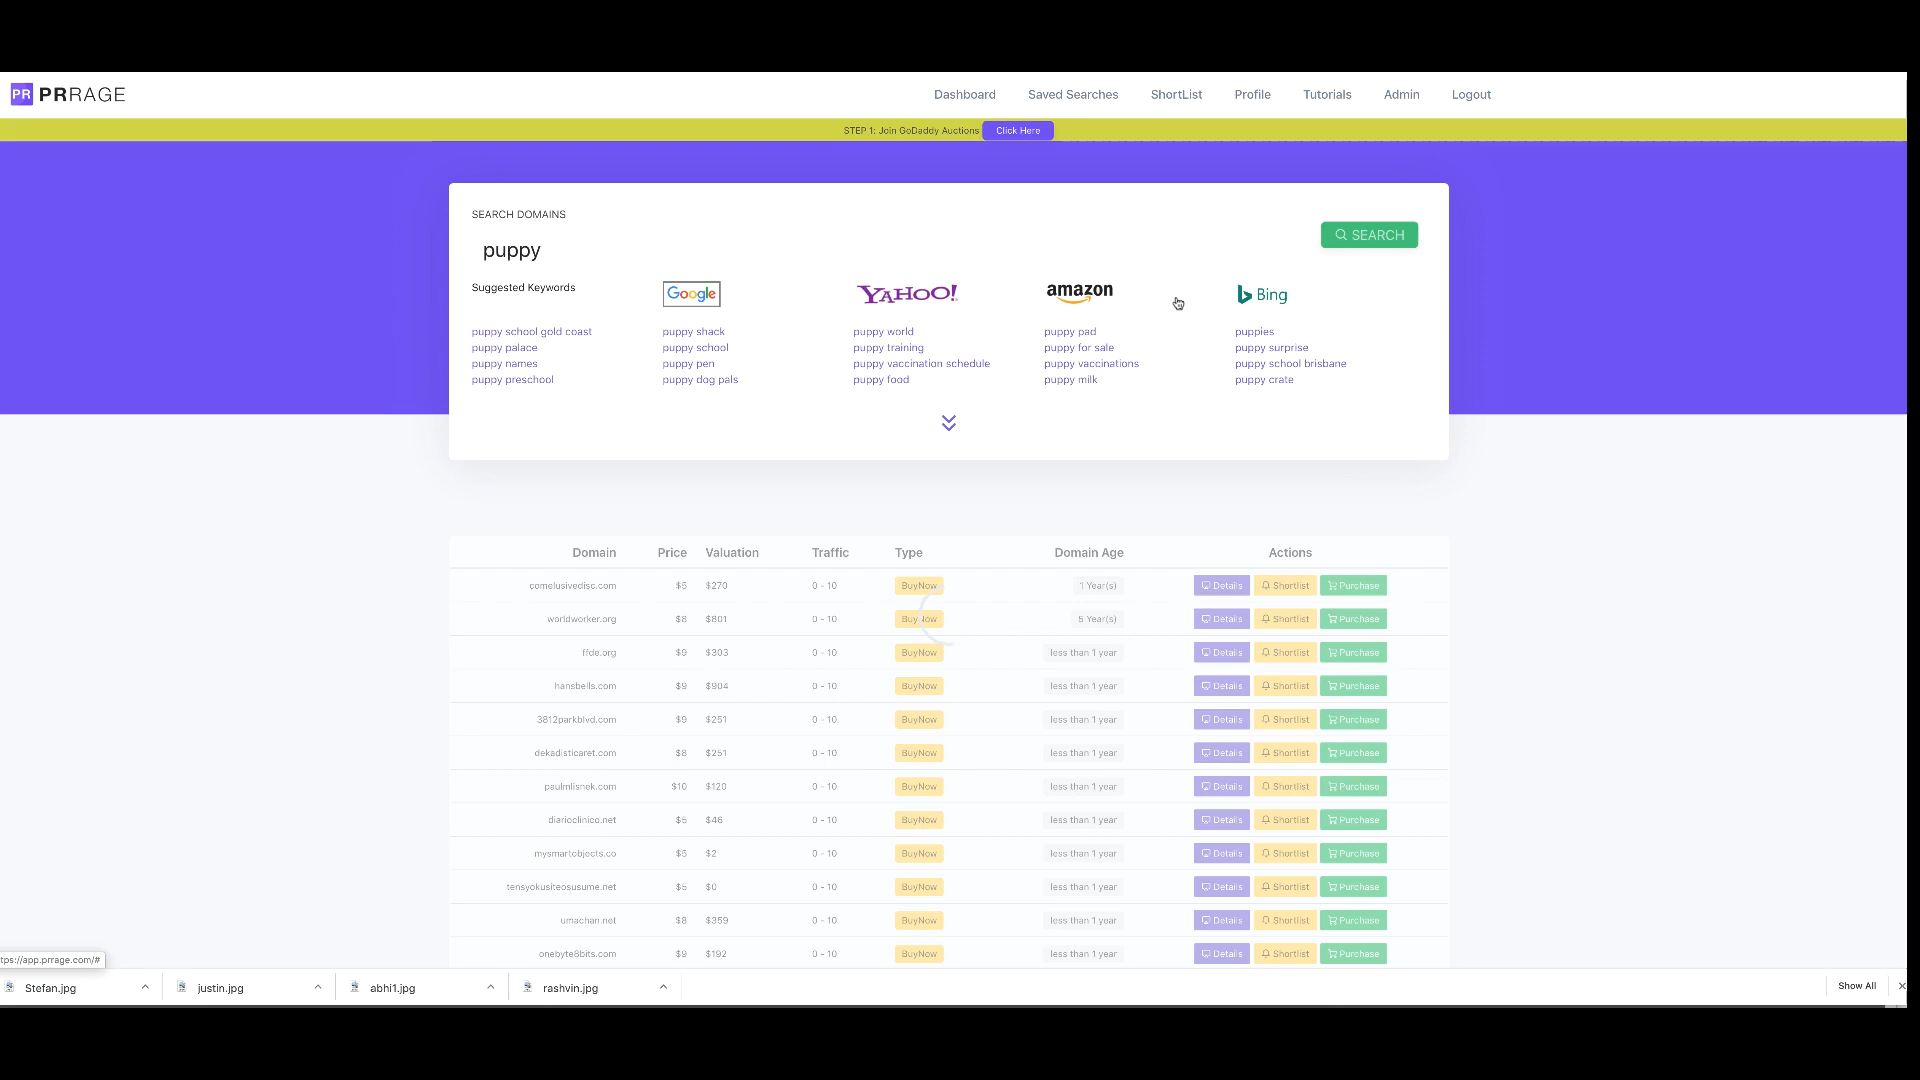 PR PRRAGE
Dashboard Saved Searches ShortList Profile Tutorials Admin Logout
STEP 1: Join GoDaddy Auctions Click Here
SEARCH DOMAINS
puppy
SEARCH
Suggested Keywords Google YAHOO! amazon Bing
puppy school gold coast puppy shack puppy world puppy pad puppies
puppy palace puppy school puppy training puppy for sale puppy surprise
puppy names puppy pen puppy vaccination schedule puppy vaccinations puppy school brisbane
puppy preschool puppy dog pals puppy food puppy milk puppy crate
Domain Price Valuation Traffic Type Domain Age Actions
comelusivedisc.com $5 $270 0 - 10 BuyNow 1 Year(s) Details Shortlist Purchase
worldworker.org $8 $801 0 - 10 BuyNow 5 Year(s) Details Shortlist Purchase
ffde.org $9 $303 0 - 10 BuyNow less than 1 year Details Shortlist Purchase
hansbells.com $9 $904 0 - 10 BuyNow less than 1 year Details Shortlist Purchase
3812parkblvd.com $9 $251 0 - 10 BuyNow less than 1 year Details Shortlist Purchase
dekadisticaret.com $8 $251 0 - 10 BuyNow less than 1 year Details Shortlist Purchase
paulmlisnek.com $10 $120 0 - 10 BuyNow less than 1 year Details Shortlist Purchase
diarioclinico.net $5 $46 0 - 10 BuyNow less than 1 year Details Shortlist Purchase
mysmartobjects.co $5 $2 0 - 10 BuyNow less than 1 year Details Shortlist Purchase
tensyokusiteosusume.net $5 $0 0 - 10 BuyNow less than 1 year Details Shortlist Purchase
umachan.net $8 $359 0 - 10 BuyNow less than 1 year Details Shortlist Purchase
onebyte8bits.com $9 $192 0 - 10 BuyNow less than 1 year Details Shortlist Purchase
tps://app.prrage.com/#
Stefan.jpg justin.jpg abhi1.jpg rashvin.jpg Show All